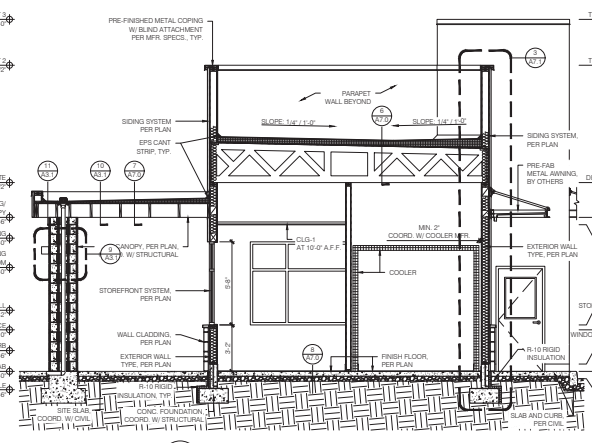 PRE-FINISHED METAL COPING
W/ BLIND ATTACHMENT
PER MFR. SPECS., TYP.
3
A7.1
PARAPET
WALL BEYOND
6
A7.0
SLOPE: 1/4" / 1'-0"
SLOPE: 1/4" / 1'-0"
SIDING SYSTEM
PER PLAN
EPS CANT
STRIP, TYP.
SIDING SYSTEM,
PER PLAN
PRE-FAB
METAL AWNING,
BY OTHERS
11
A3.1
10
A3.1
7
A7.0
MIN. 2"
COORD. W/ COOLER MFR.
CLG-1
AT 10'-0" A.F.F.
CANOPY, PER PLAN,
W/ STRUCTURAL
9
A3.1
EXTERIOR WALL
TYPE, PER PLAN
COOLER
9'-8"
STOREFRONT SYSTEM,
PER PLAN
WALL CLADDING,
PER PLAN
EXTERIOR WALL
TYPE, PER PLAN
3'-2"
8
A7.0
FINISH FLOOR,
PER PLAN
R-10 RIGID
INSULATION
R-10 RIGID
INSULATION, TYP.
SITE SLAB,
COORD. W/ CIVIL
CONC. FOUNDATION,
COORD. W/ STRUCTURAL
SLAB AND CURB,
PER CIVIL